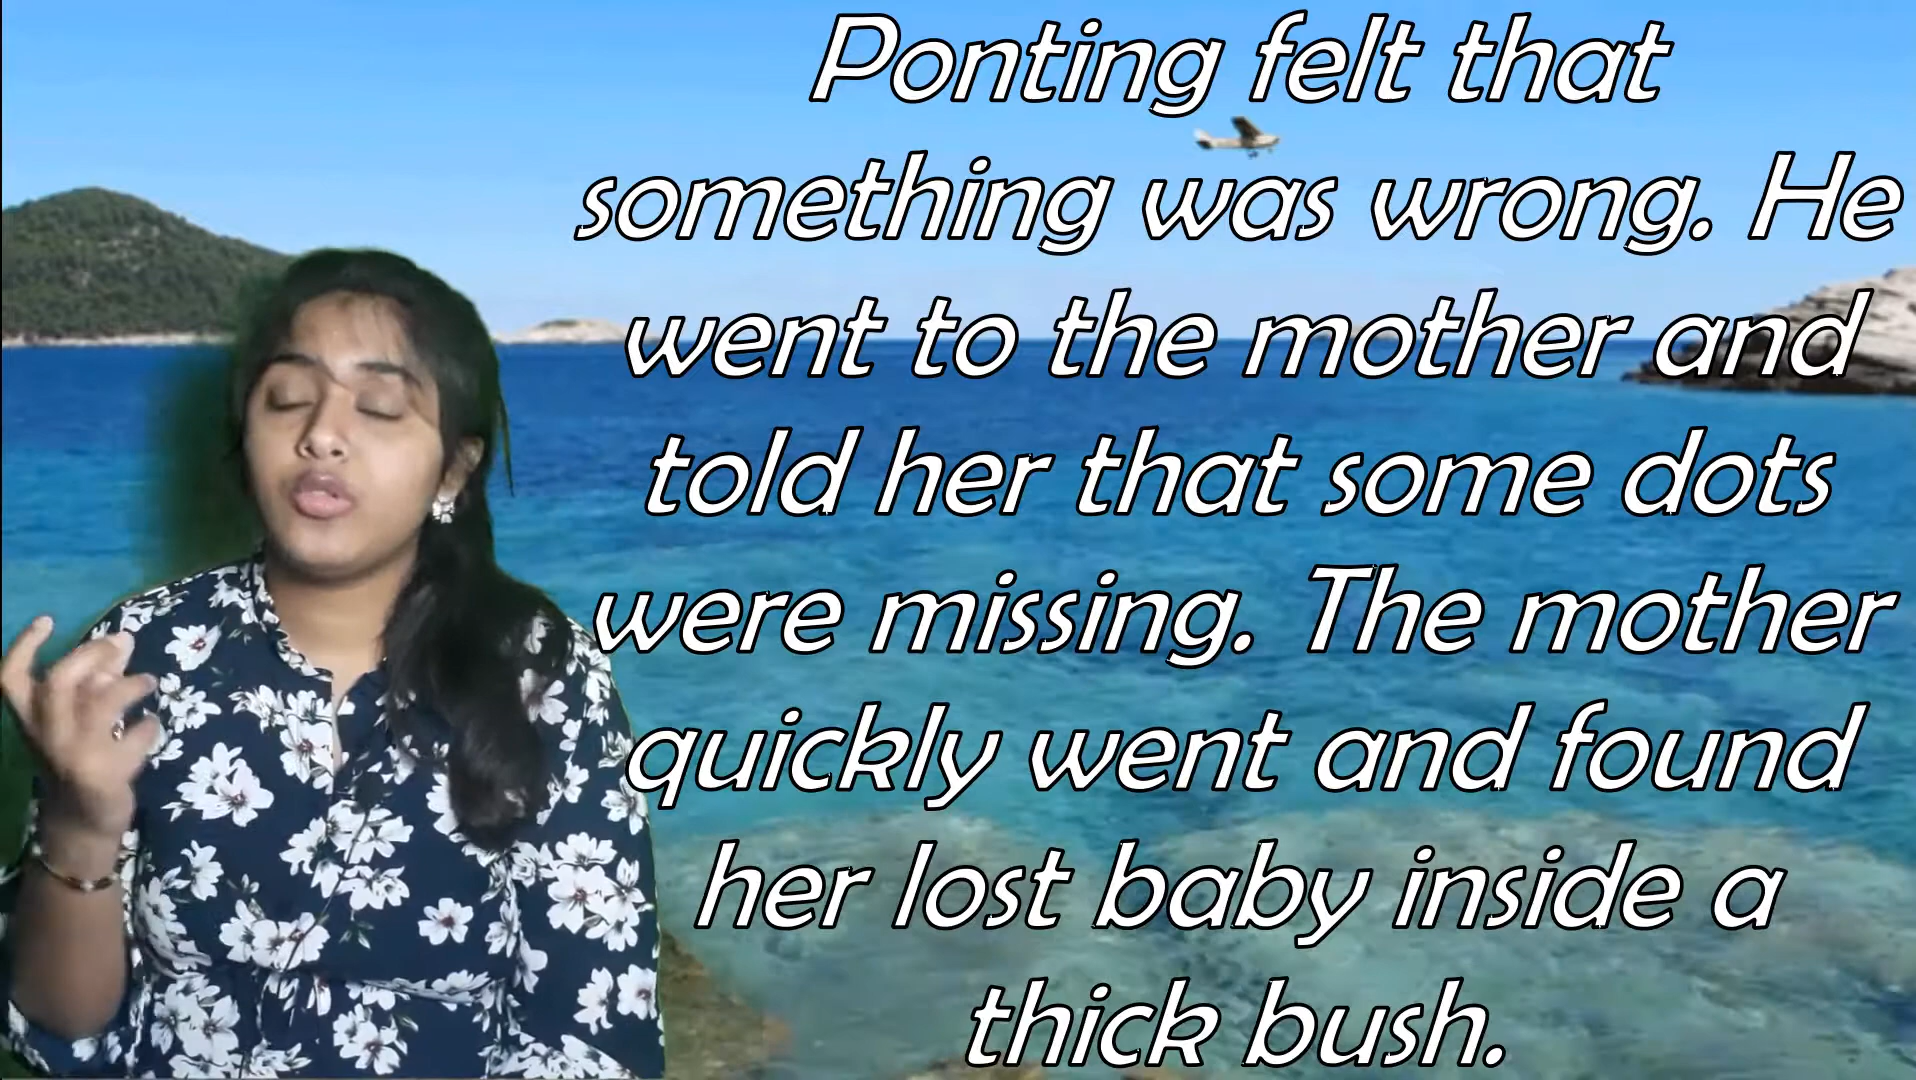 Ponting felt that
something was wrong. He
went to the mother and
told her that some dots
were missing. The mother
quickly went and found
her lost baby inside a
thick bush.